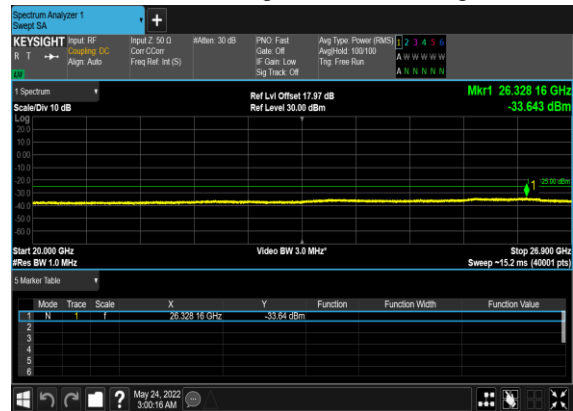 Spectrum Analyzer 1
Swept SA
+
KEYSIGHT Input: RF Input Z: 50 Ω #Atten: 30 dB PNO: Fast Avg Type: Power (RMS) 1 2 3 4 5 6
R T Coupling: DC Corr CCorr Gate: Off Avg|Hold: 100/100 A W W W W W
Align: Auto Freq Ref: Int (S) IF Gain: Low Trig: Free Run
LW Sig Track: Off A N N N N N
1 Spectrum Ref Lvl Offset 17.97 dB Mkr1 26.328 16 GHz
Scale/Div 10 dB Ref Level 30.00 dBm -33.643 dBm
Log
20.0
10.0
0.00
-10.0
-20.0
-25.00 dBm
1
-30.0
-40.0
-50.0
-60.0
Start 20.000 GHz Video BW 3.0 MHz* Stop 26.900 GHz
#Res BW 1.0 MHz Sweep ~15.2 ms (40001 pts)
5 Marker Table
Mode Trace Scale X Y Function Function Width Function Value
1 N 1 f 26.328 16 GHz -33.64 dBm
2
3
4
5
6
? May 24, 2022
3:00:16 AM